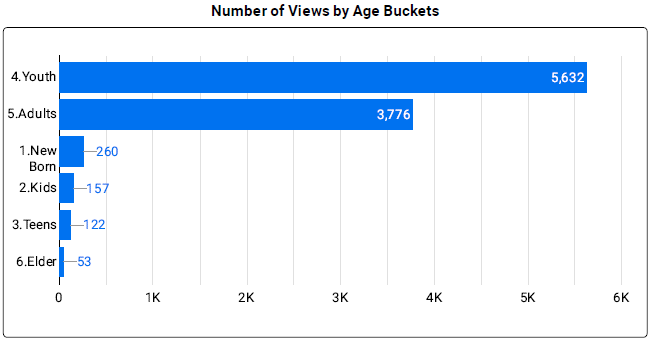 Number of Views by Age Buckets
4.Youth
5,632
5.Adults
3,776
1.New
Born
260
2.Kids
157
3.Teens
122
6.Elder
53
0 1K 2K 3K 4K 5K 6K